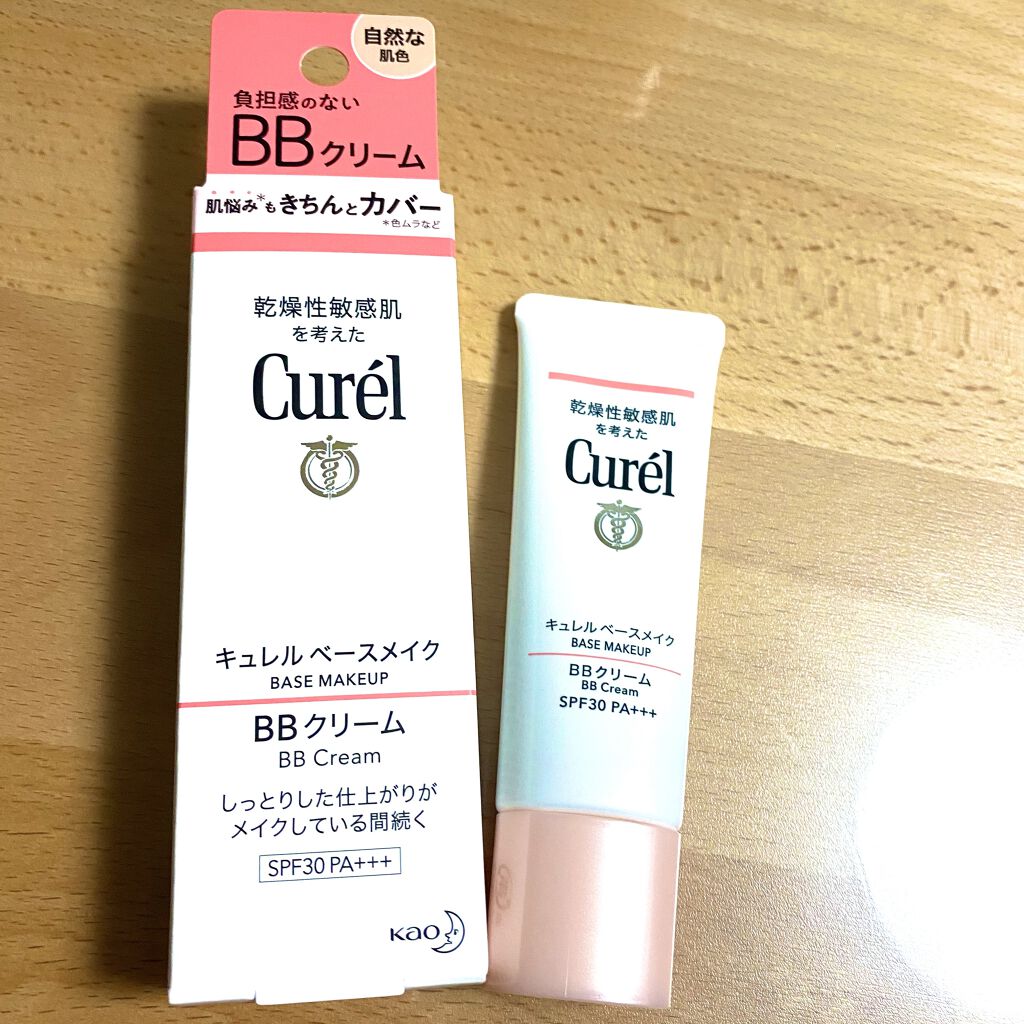 自然な
肌色
負担感のない
BBクリーム
肌悩み*もきちんとカバー
*色ムラなど
乾燥性敏感肌
を考えた
Curél
キュレル ベースメイク
BASE MAKEUP
BBクリーム
BB Cream
しっとりした仕上がりが
メイクしている間続く
SPF30 PA+++
Kao
乾燥性敏感肌
を考えた
Curél
キュレル ベースメイク
BASE MAKEUP
BBクリーム
BB Cream
SPF30 PA+++